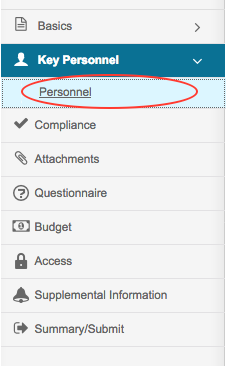 Basics
Key Personnel
Personnel
Compliance
Attachments
Questionnaire
Budget
Access
Supplemental Information
Summary/Submit